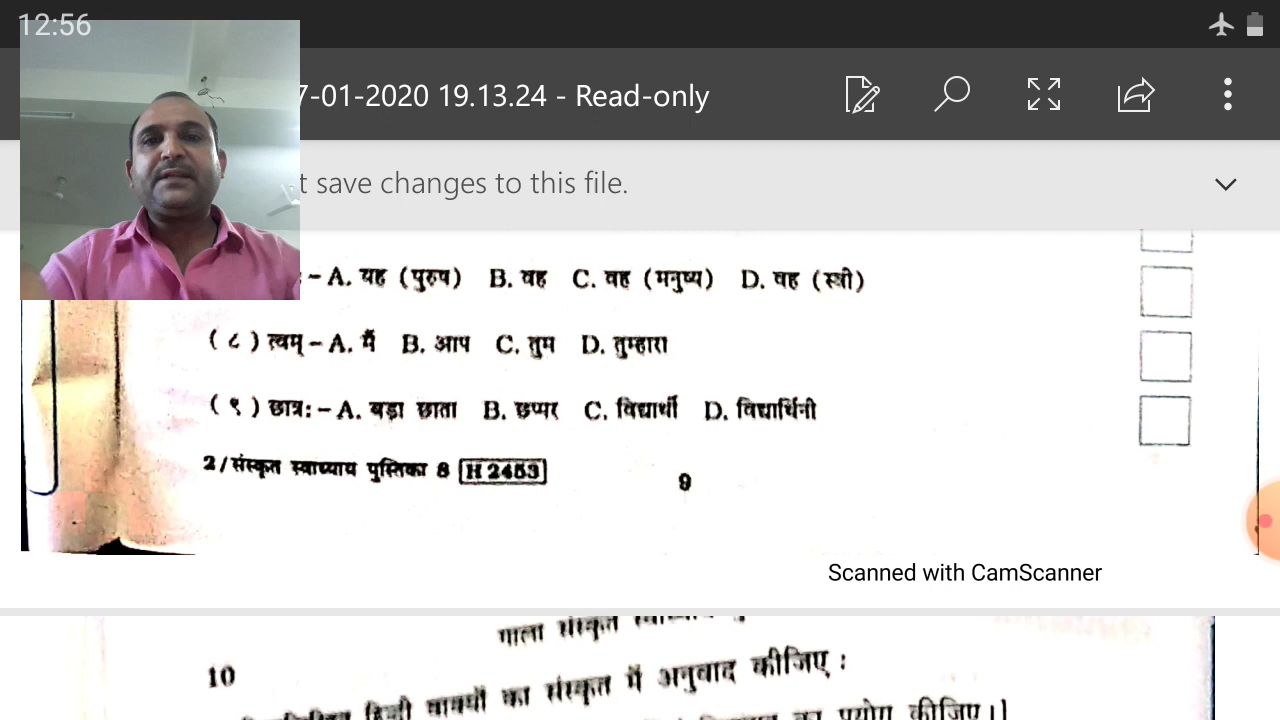 12:56
7-01-2020 19.13.24 - Read-only
t save changes to this file.
:- A. यह (पुरुष) B. वह C. वह (मनुष्य) D. वह (स्त्री)
(८) त्वम् - A. मैं B. आप C. तुम D. तुम्हारा
(९) छात्रः - A. बड़ा छाता B. छप्पर C. विद्यार्थी D. विद्यार्थिनी
2/संस्कृत स्वाध्याय पुस्तिका 8 H 2453
9
Scanned with CamScanner
गाला संस्कृत
10
हिन्दी वाक्यों का संस्कृत में अनुवाद कीजिए :
का प्रयोग कीजिए।]